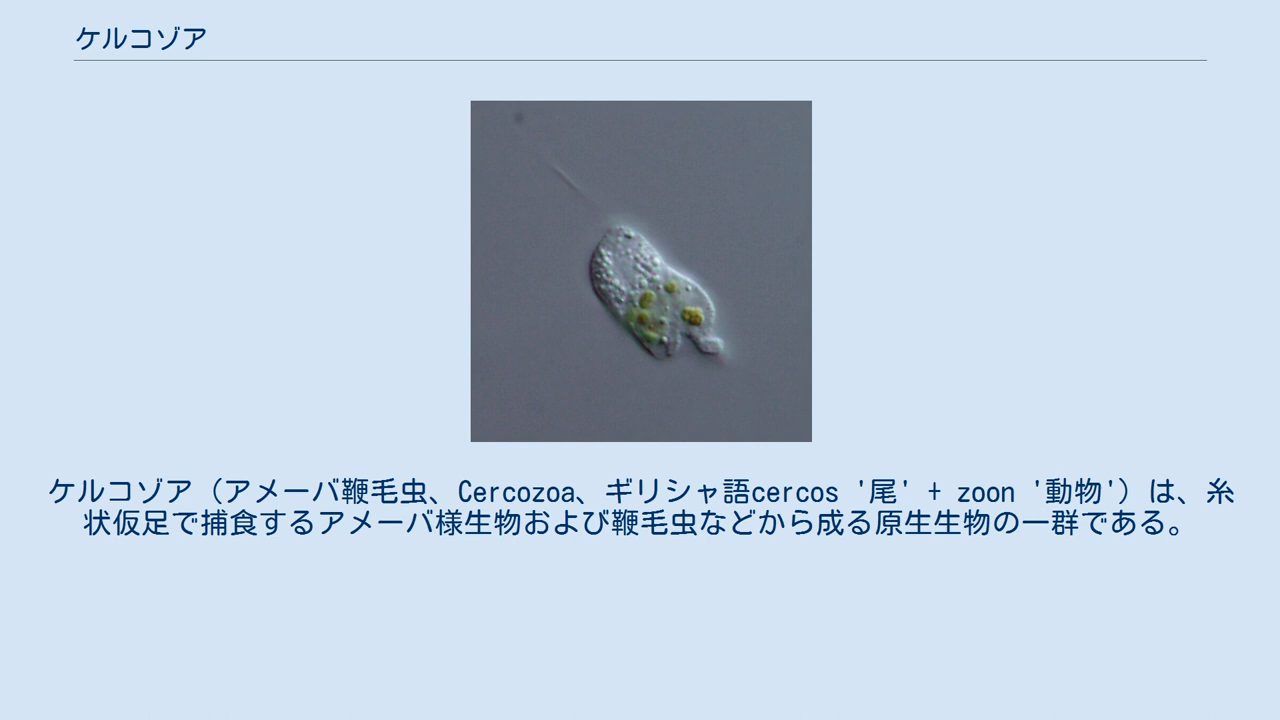 ケルコゾア
ケルコゾア（アメーバ鞭毛虫、Cercozoa、ギリシャ語cercos '尾' + zoon '動物'）は、糸
状仮足で捕食するアメーバ様生物および鞭毛虫などから成る原生生物の一群である。